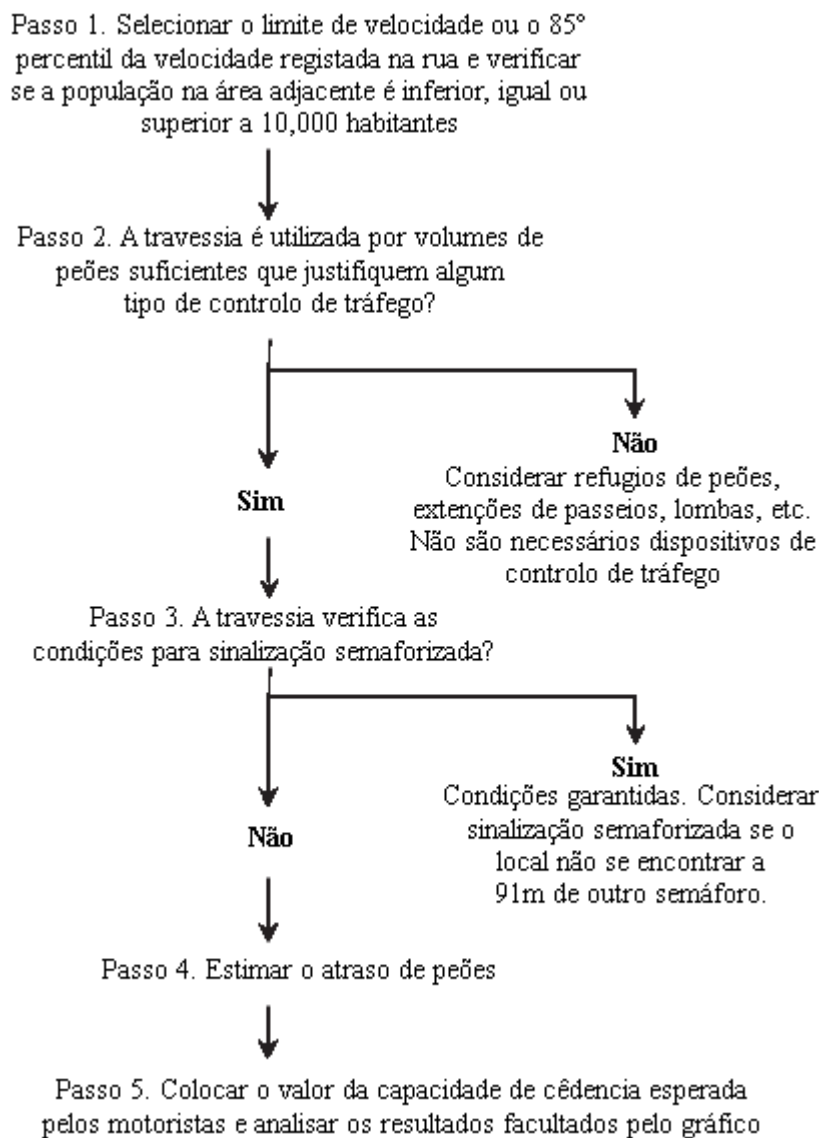 Passo 1. Selecionar o limite de velocidade ou o 85º
percentil da velocidade registada na rua e verificar
se a população na área adjacente é inferior, igual ou
superior a 10,000 habitantes
Passo 2. A travessia é utilizada por volumes de
peões suficientes que justifiquem algum
tipo de controlo de tráfego?
Não
Considerar refugios de peões,
extenções de passeios, lombas, etc.
Não são necessários dispositivos de
controlo de tráfego
Sim
Passo 3. A travessia verifica as
condições para sinalização semaforizada?
Sim
Condições garantidas. Considerar
sinalização semaforizada se o
local não se encontrar a
91m de outro semáforo.
Não
Passo 4. Estimar o atraso de peões
Passo 5. Colocar o valor da capacidade de cêdencia esperada
pelos motoristas e analisar os resultados facultados pelo gráfico